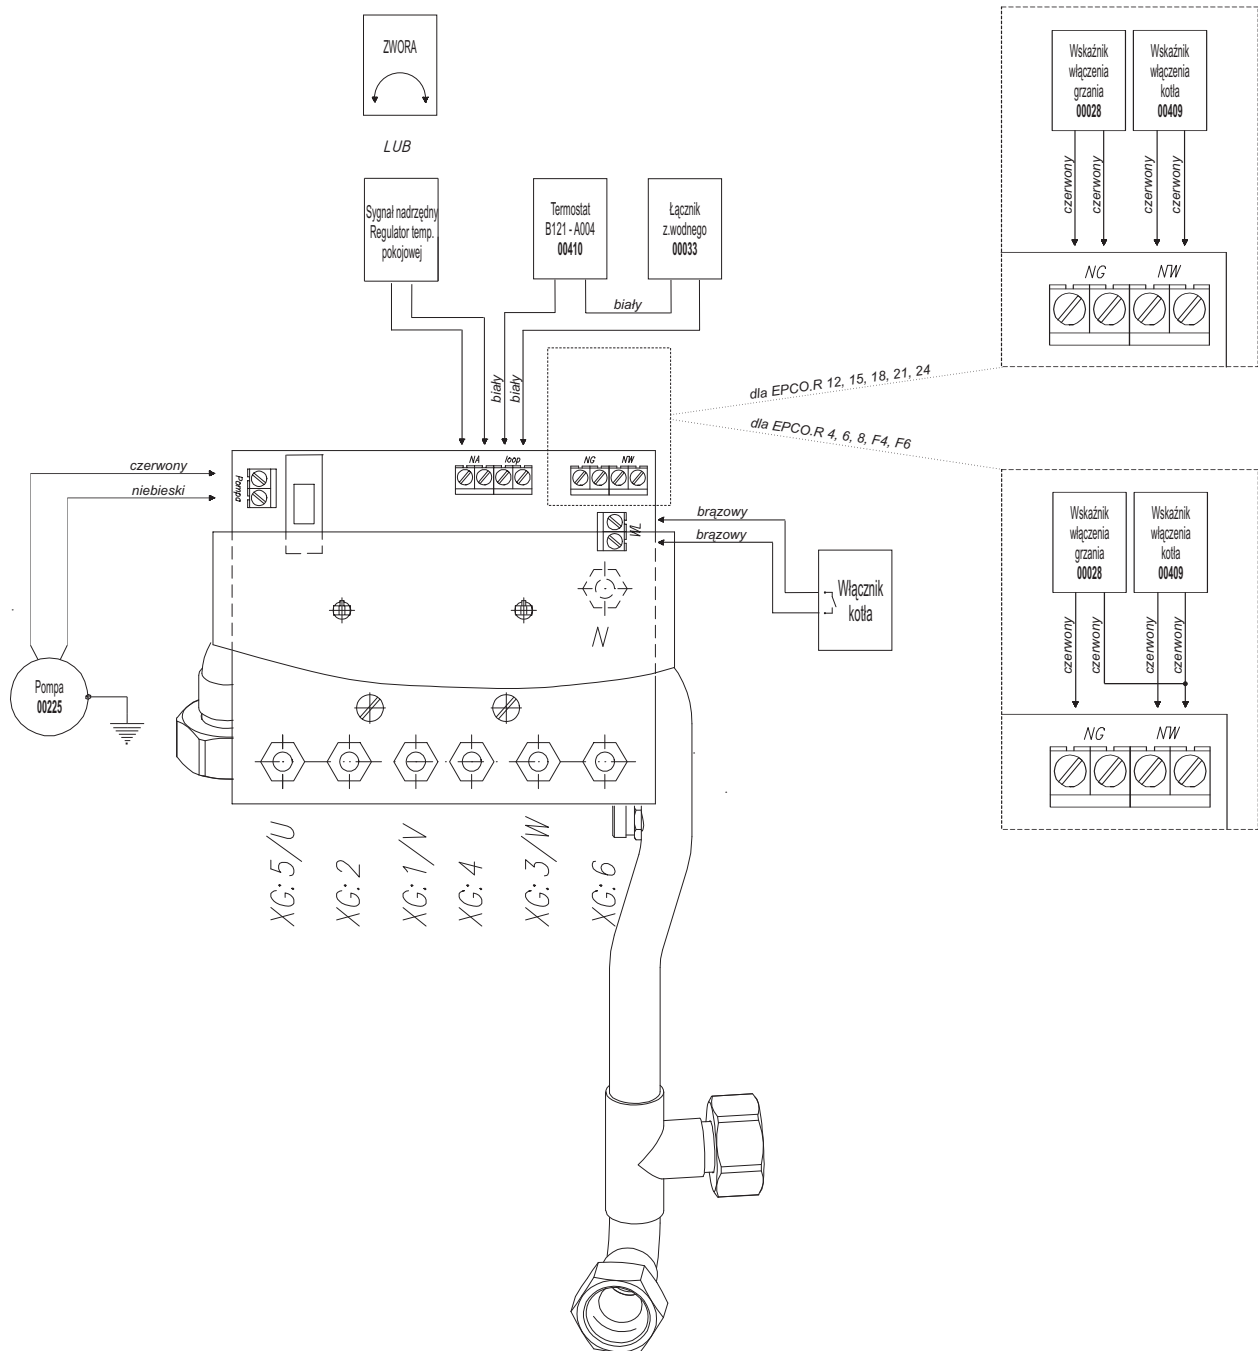 ZWORA
LUB
Sygnał nadrzędny
Regulator temp.
pokojowej
Termostat
B121 - A004
00410
Łącznik
z.wodnego
00033
biały
biały
biały
Wskaźnik
włączenia
grzania
00028
Wskaźnik
włączenia
kotła
00409
czerwony
czerwony
czerwony
czerwony
NG
NW
dla EPCO.R 12, 15, 18, 21, 24
dla EPCO.R 4, 6, 8, F4, F6
czerwony
niebieski
Pompa
NA
loop
NG
NW
WL
brązowy
brązowy
Włącznik
kotła
N
Pompa
00225
Wskaźnik
włączenia
grzania
00028
Wskaźnik
włączenia
kotła
00409
czerwony
czerwony
czerwony
czerwony
NG
NW
XG: 5/U
XG: 2
XG: 1/V
XG: 4
XG: 3/W
XG: 6